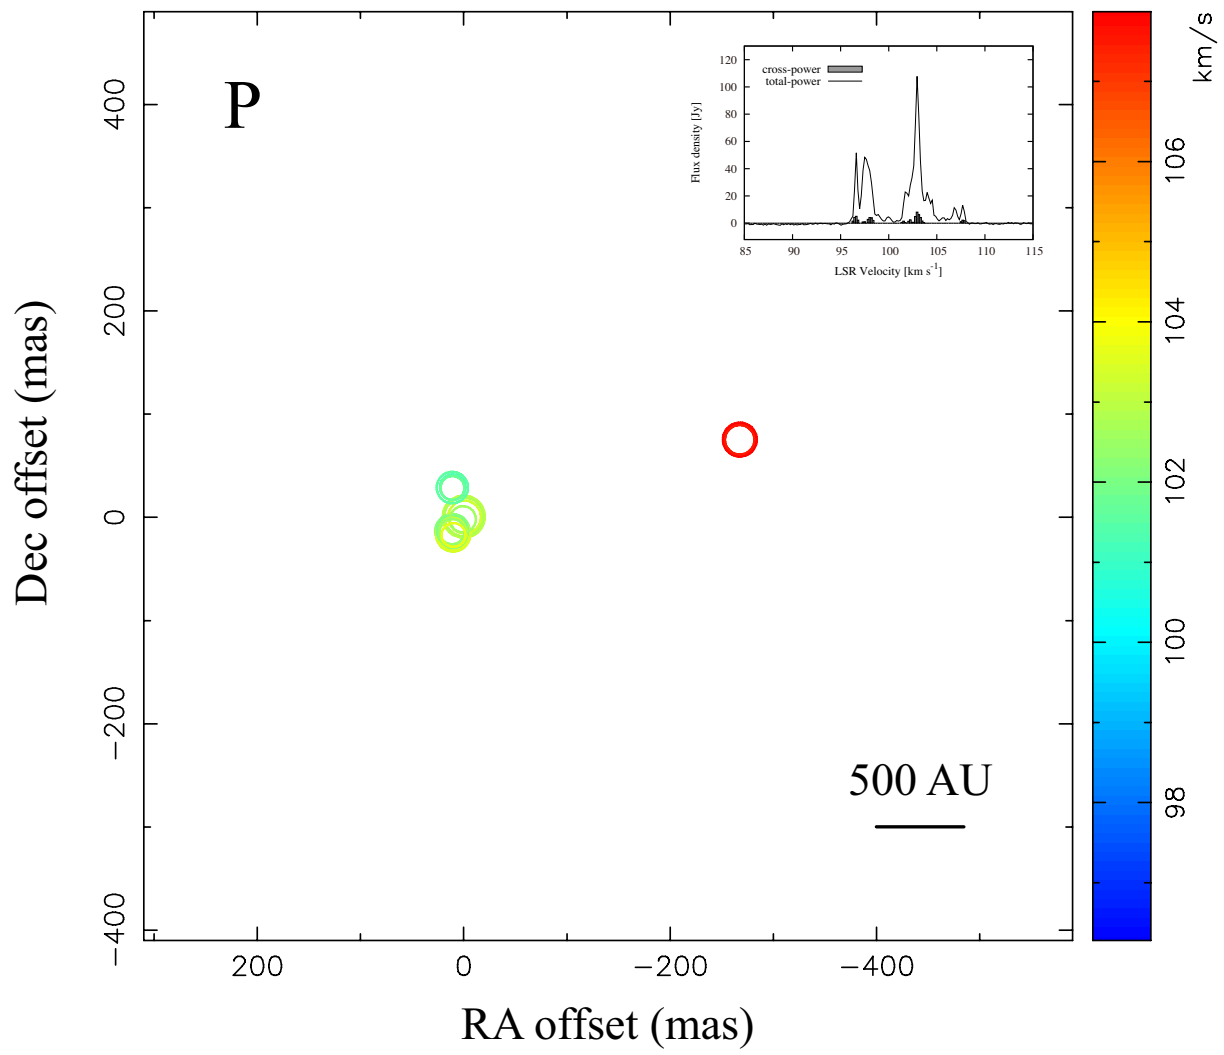 P
km/s
cross-power
total-power
Flux density [Jy]
120
100
80
60
40
20
0
85 90 95 100 105 110 115
LSR Velocity [km s⁻¹]
Dec offset (mas)
400
200
0
−200
−400
500 AU
200 0 −200 −400
RA offset (mas)
106
104
102
100
98